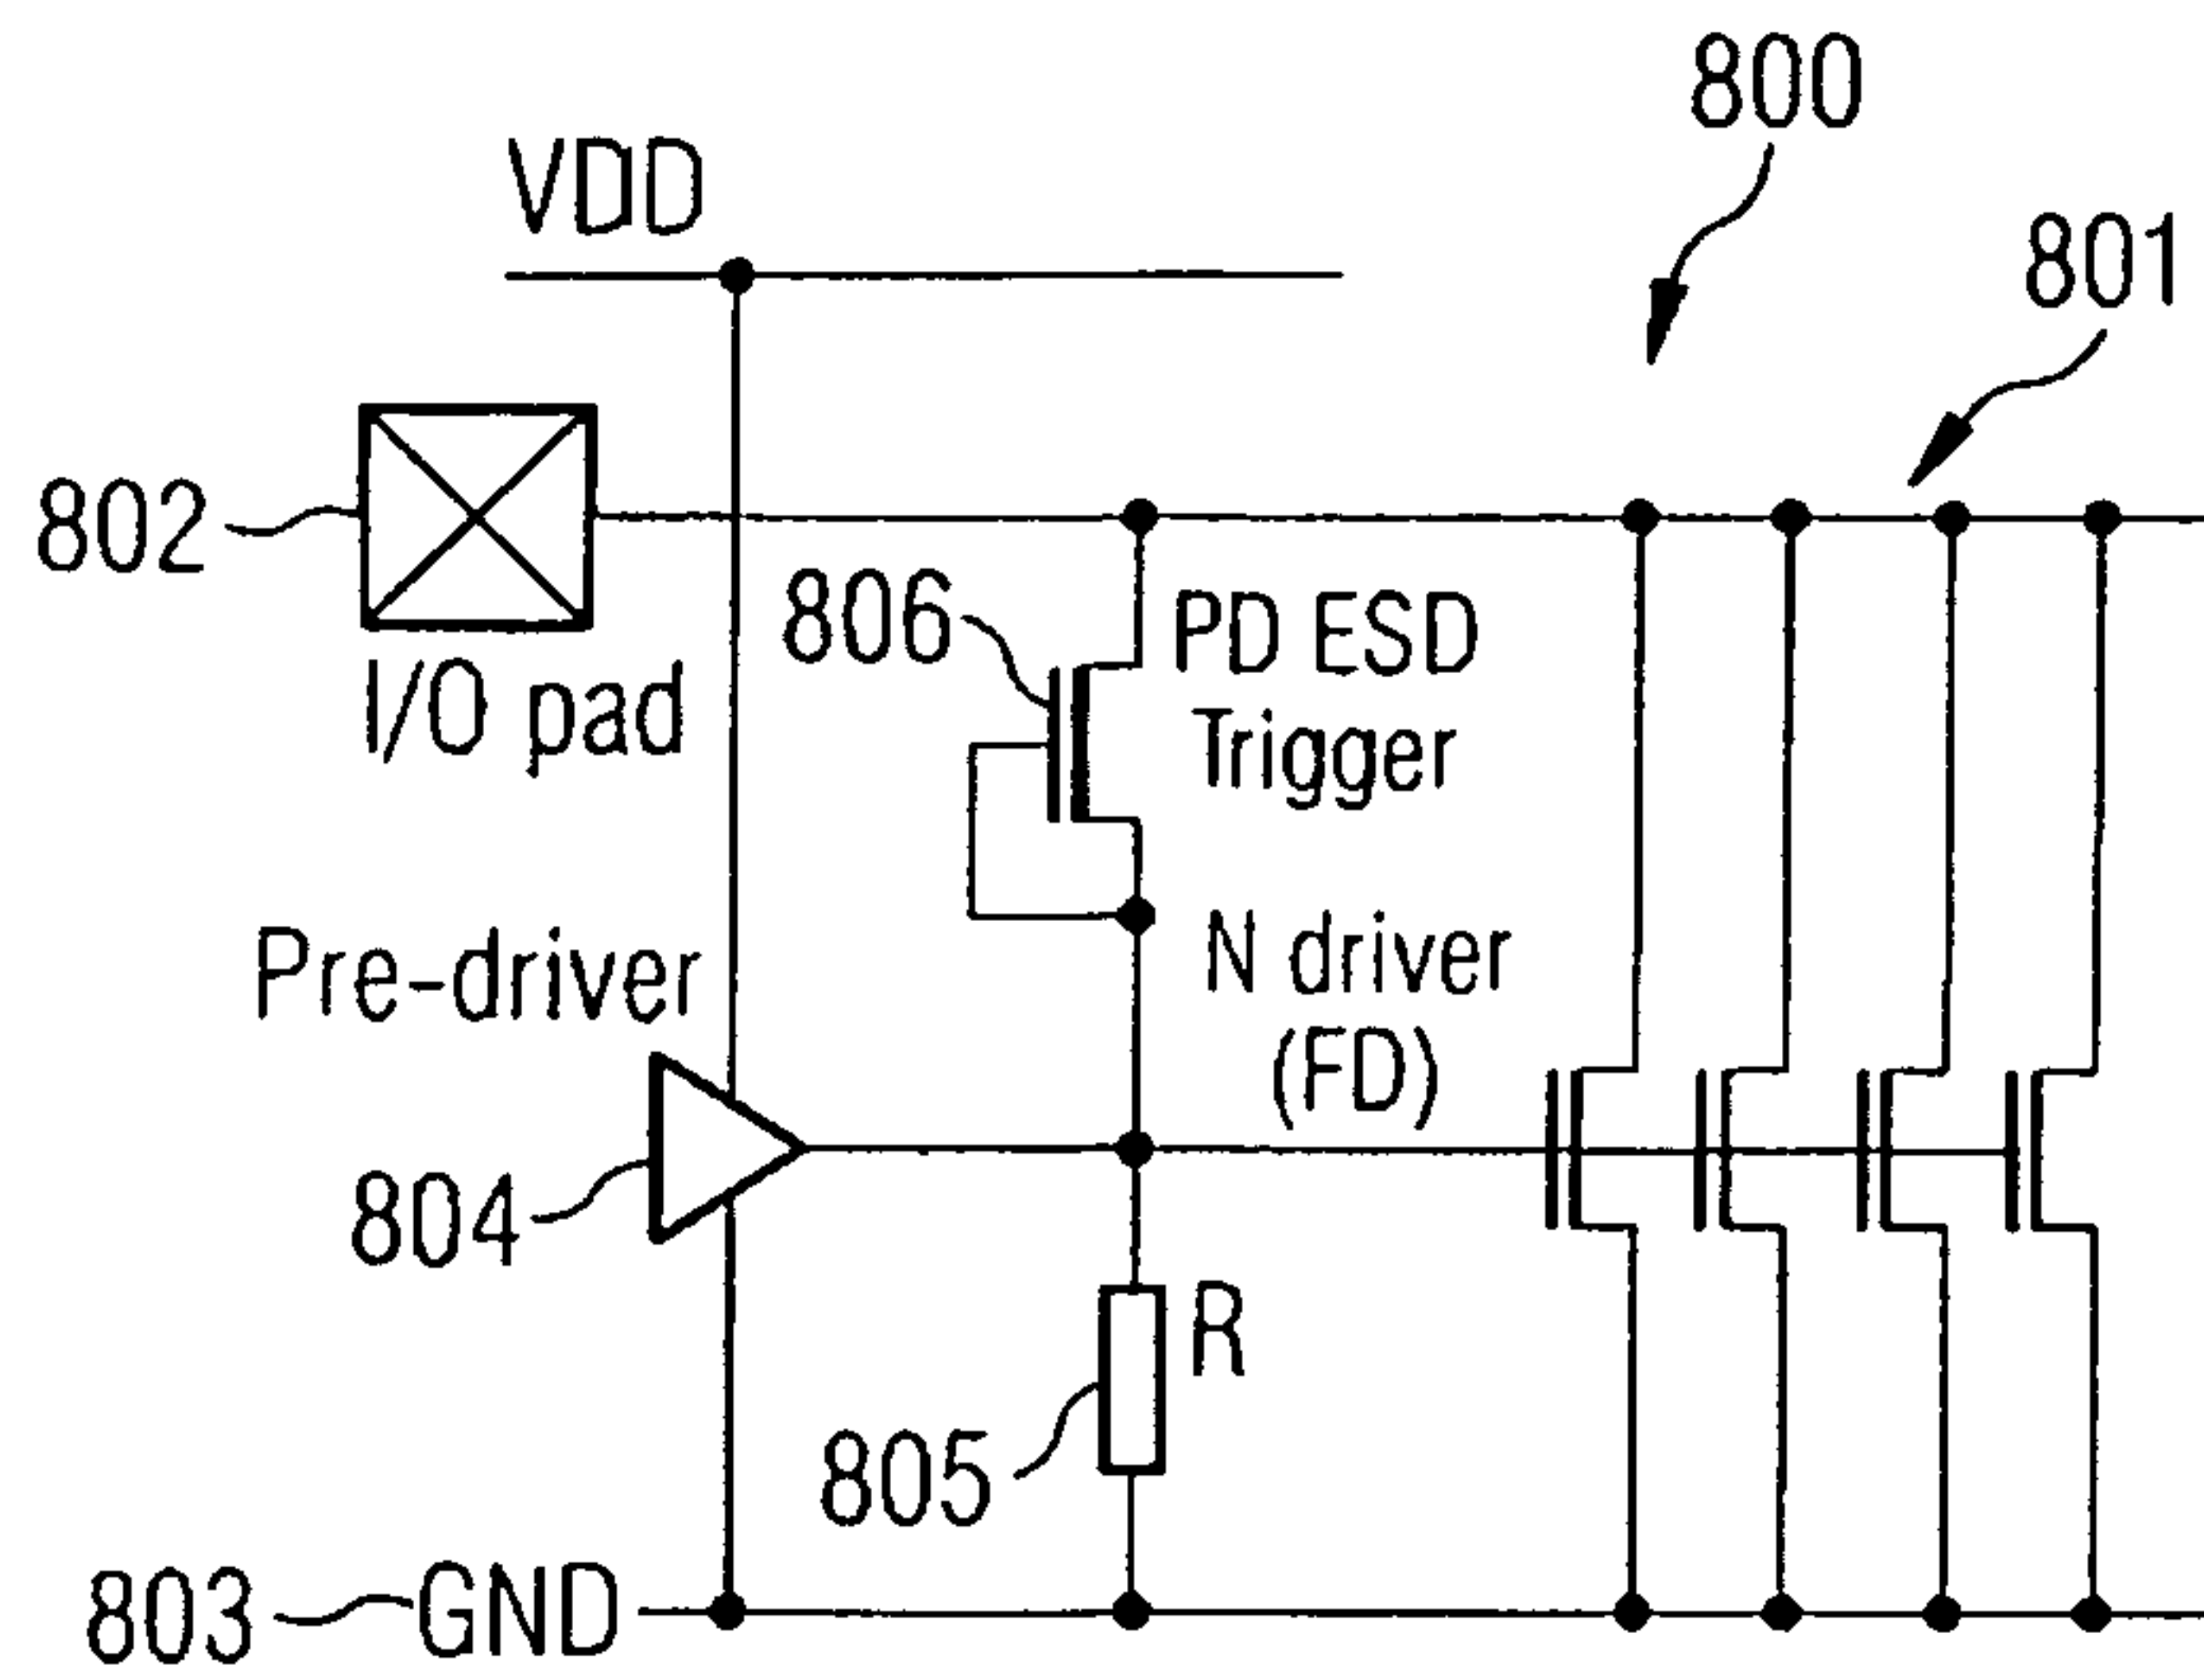 800
VDD
801
802
806
PD ESD
Trigger
I/O pad
Pre-driver
N driver
(FD)
804
R
805
803
GND